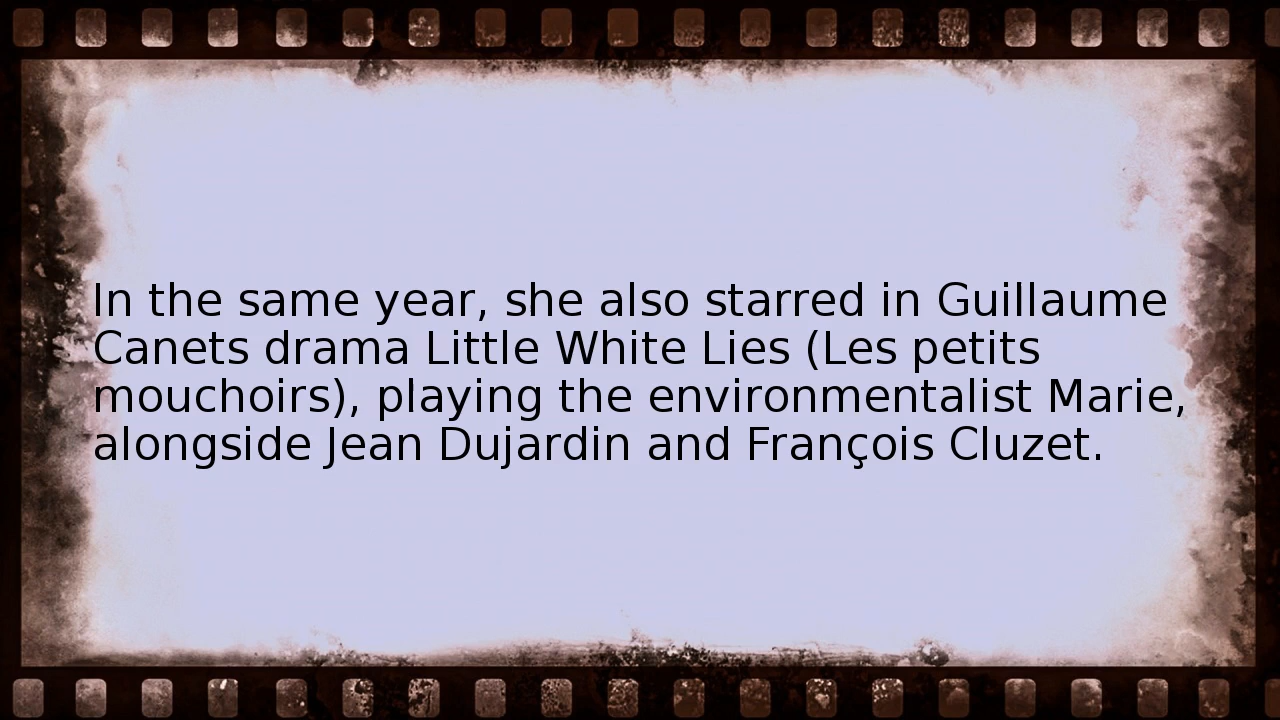 In the same year, she also starred in Guillaume
Canets drama Little White Lies (Les petits
mouchoirs), playing the environmentalist Marie,
alongside Jean Dujardin and François Cluzet.